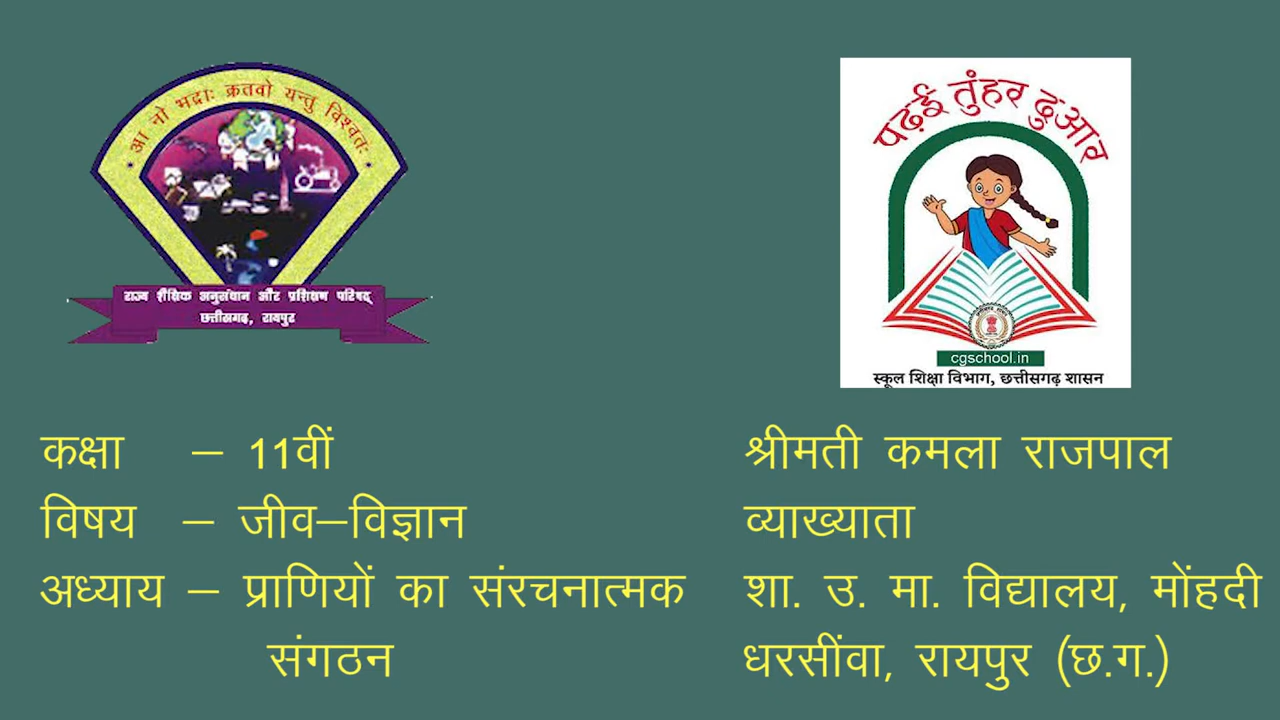 आ नो भद्राः क्रतवो यन्तु विश्वतः
राज्य शैक्षिक अनुसंधान और प्रशिक्षण परिषद्
छत्तीसगढ़, रायपुर
पढ़ई तुंहर दुआर
cgschool.in
स्कूल शिक्षा विभाग, छत्तीसगढ़ शासन
कक्षा – 11वीं
विषय – जीव–विज्ञान
अध्याय – प्राणियों का संरचनात्मक
संगठन
श्रीमती कमला राजपाल
व्याख्याता
शा. उ. मा. विद्यालय, मोंहदी
धरसींवा, रायपुर (छ.ग.)